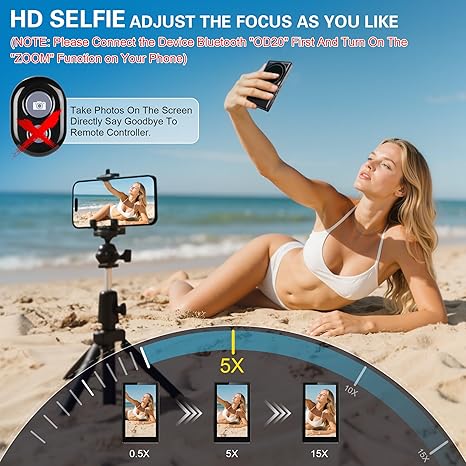 HD SELFIE ADJUST THE FOCUS AS YOU LIKE
(NOTE: Please Connect the Device Bluetooth "OD20" First And Turn On The
"ZOOM" Function on Your Phone)
Take Photos On The Screen
Directly Say Goodbye To
Remote Controller.
5X
10X
15X
0.5X
5X
15X